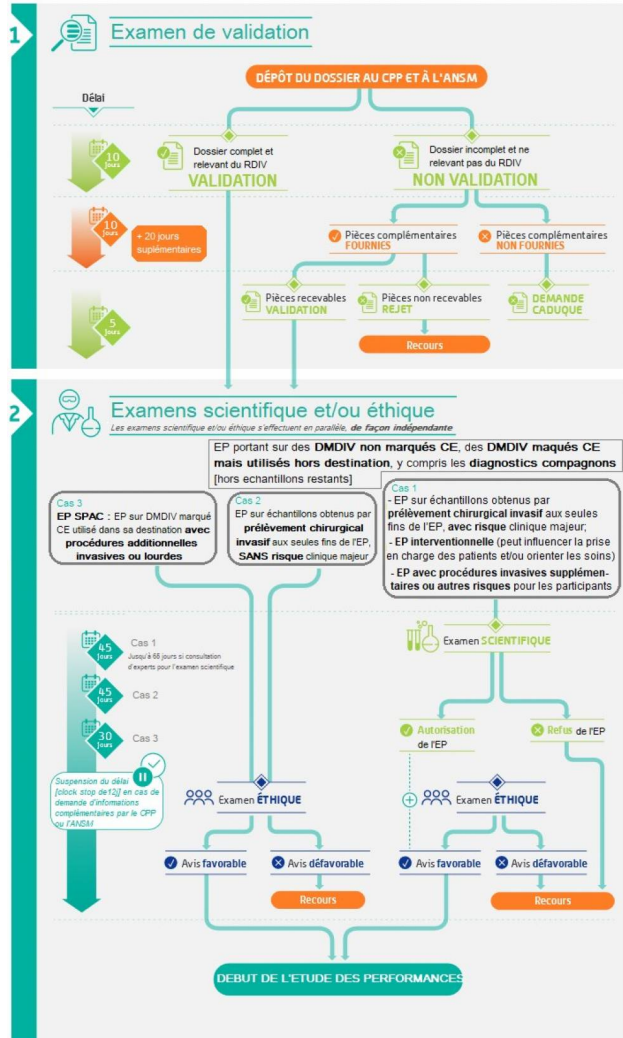 1
Examen de validation
DÉPÔT DU DOSSIER AU CPP ET À L'ANSM
Délai
10
jours
Dossier complet et
relevant du RDIV
VALIDATION
Dossier incomplet et ne
relevant pas du RDIV
NON VALIDATION
10
jours
+ 20 jours
suplémentaires
Pièces complémentaires
FOURNIES
Pièces complémentaires
NON FOURNIES
5
jours
Pièces recevables
VALIDATION
Pièces non recevables
REJET
DEMANDE
CADUQUE
Recours
2
Examens scientifique et/ou éthique
Les examens scientifique et/ou éthique s'effectuent en parallèle, de façon indépendante
EP portant sur des DMDIV non marqués CE, des DMDIV maqués CE
mais utilisés hors destination, y compris les diagnostics compagnons
[hors echantillons restants]
Cas 3
EP SPAC : EP sur DMDIV marqué
CE utilisé dans sa destination avec
procédures additionnelles
invasives ou lourdes
Cas 2
EP sur échantillons obtenus par
prélèvement chirurgical
invasif aux seules fins de l'EP,
SANS risque clinique majeur
Cas 1
- EP sur échantillons obtenus par
prélèvement chirurgical invasif aux seules
fins de l'EP, avec risque clinique majeur;
- EP interventionnelle (peut influencer la prise
en charge des patients et/ou orienter les soins)
- EP avec procédures invasives supplémen-
taires ou autres risques pour les participants
Examen SCIENTIFIQUE
45
jours
Cas 1
Jusqu'à 65 jours si consultation
d'experts pour l'examen scientifique
45
jours
Cas 2
30
jours
Cas 3
Autorisation
de l'EP
Refus de l'EP
Suspension du délai
[clock stop de12j] en cas de
demande d'informations
complémentaires par le CPP
ou l'ANSM
Examen ÉTHIQUE
Examen ÉTHIQUE
Avis favorable
Avis défavorable
Avis favorable
Avis défavorable
Recours
Recours
DEBUT DE L'ETUDE DES PERFORMANCES